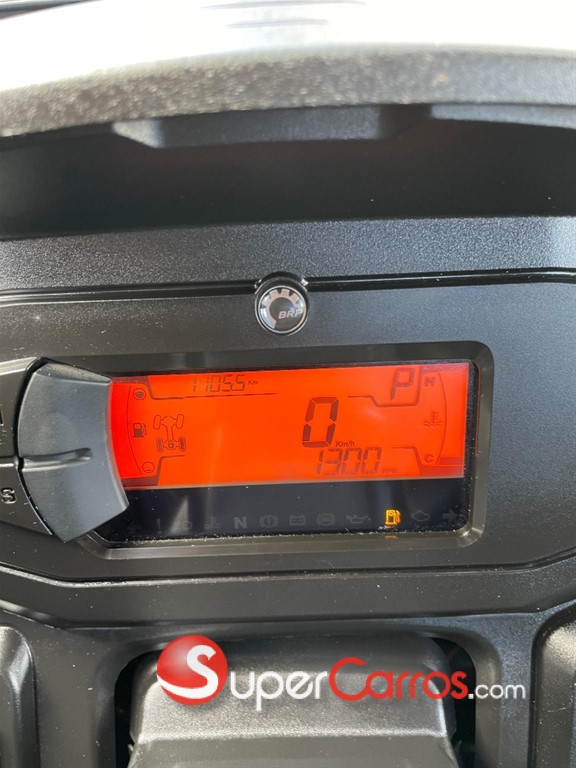 BRP
1105.5 Km
P H
0
Km/h
1300 RPM
C
S
N
SuperCarros.com